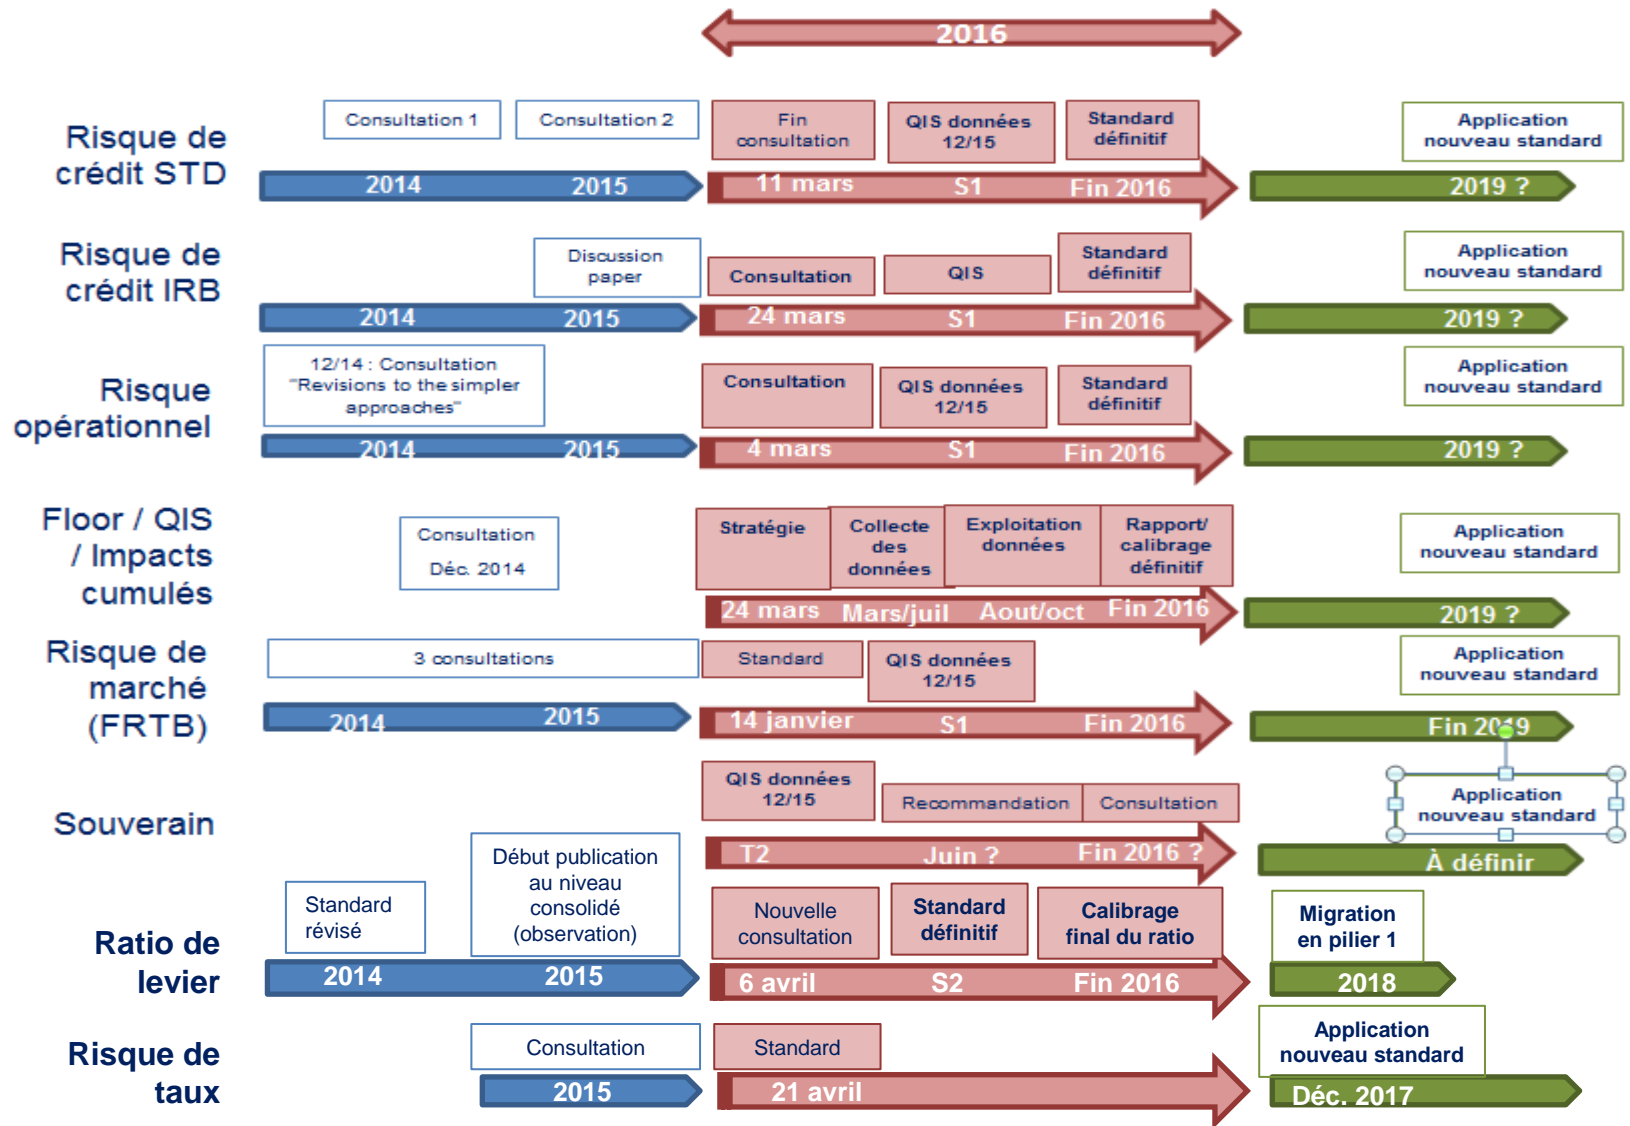 2016
Risque de
crédit STD
Consultation 1
Consultation 2
Fin
consultation
QIS données
12/15
Standard
définitif
Application
nouveau standard
2014
2015
11 mars
S1
Fin 2016
2019 ?
Risque de
crédit IRB
Discussion
paper
Consultation
QIS
Standard
définitif
Application
nouveau standard
2014
2015
24 mars
S1
Fin 2016
2019 ?
Risque
opérationnel
12/14 : Consultation
"Revisions to the simpler
approaches"
Consultation
QIS données
12/15
Standard
définitif
Application
nouveau standard
2014
2015
4 mars
S1
Fin 2016
2019 ?
Floor / QIS
/ Impacts
cumulés
Consultation
Déc. 2014
Stratégie
Collecte
des
données
Exploitation
données
Rapport/
calibrage
définitif
Application
nouveau standard
24 mars
Mars/juil
Aout/oct
Fin 2016
2019 ?
Risque de
marché
(FRTB)
3 consultations
Standard
QIS données
12/15
Application
nouveau standard
2014
2015
14 janvier
S1
Fin 2016
Fin 2019
Souverain
QIS données
12/15
Recommandation
Consultation
Application
nouveau standard
T2
Juin ?
Fin 2016 ?
À définir
Ratio de
levier
Standard
révisé
Début publication
au niveau
consolidé
(observation)
Nouvelle
consultation
Standard
définitif
Calibrage
final du ratio
Migration
en pilier 1
2014
2015
6 avril
S2
Fin 2016
2018
Risque de
taux
Consultation
Standard
Application
nouveau standard
2015
21 avril
Déc. 2017